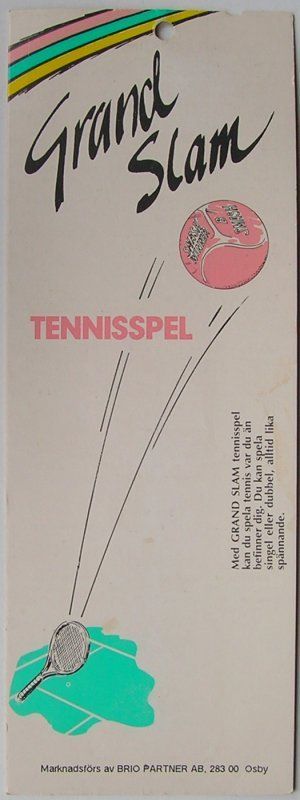 Grand
Slam
TENNISSPEL
Med GRAND SLAM tennisspel
kan du spela tennis var du än
befinner dig. Du kan spela
singel eller dubbel, alltid lika
spännande.
Marknadsförs av BRIO PARTNER AB, 283 00 Osby